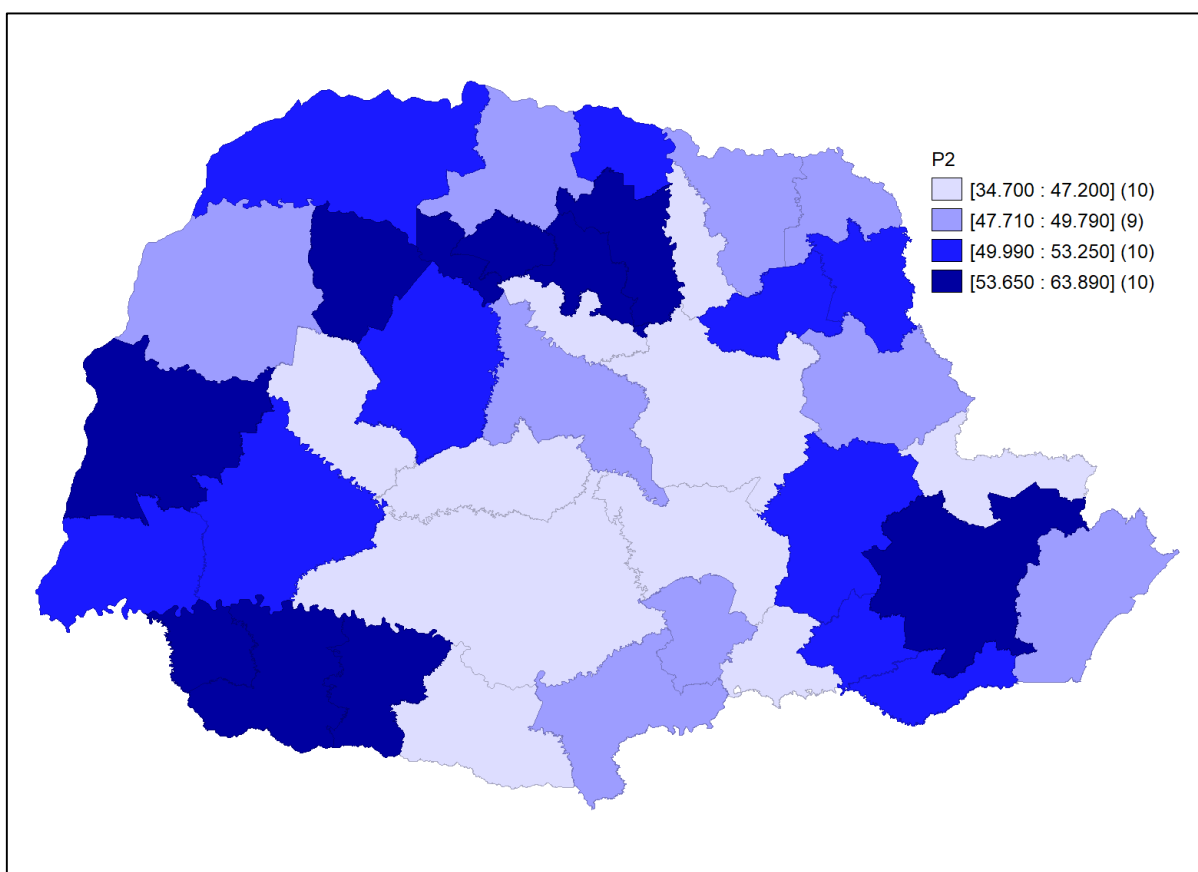 P2
[34.700 : 47.200] (10)
[47.710 : 49.790] (9)
[49.990 : 53.250] (10)
[53.650 : 63.890] (10)